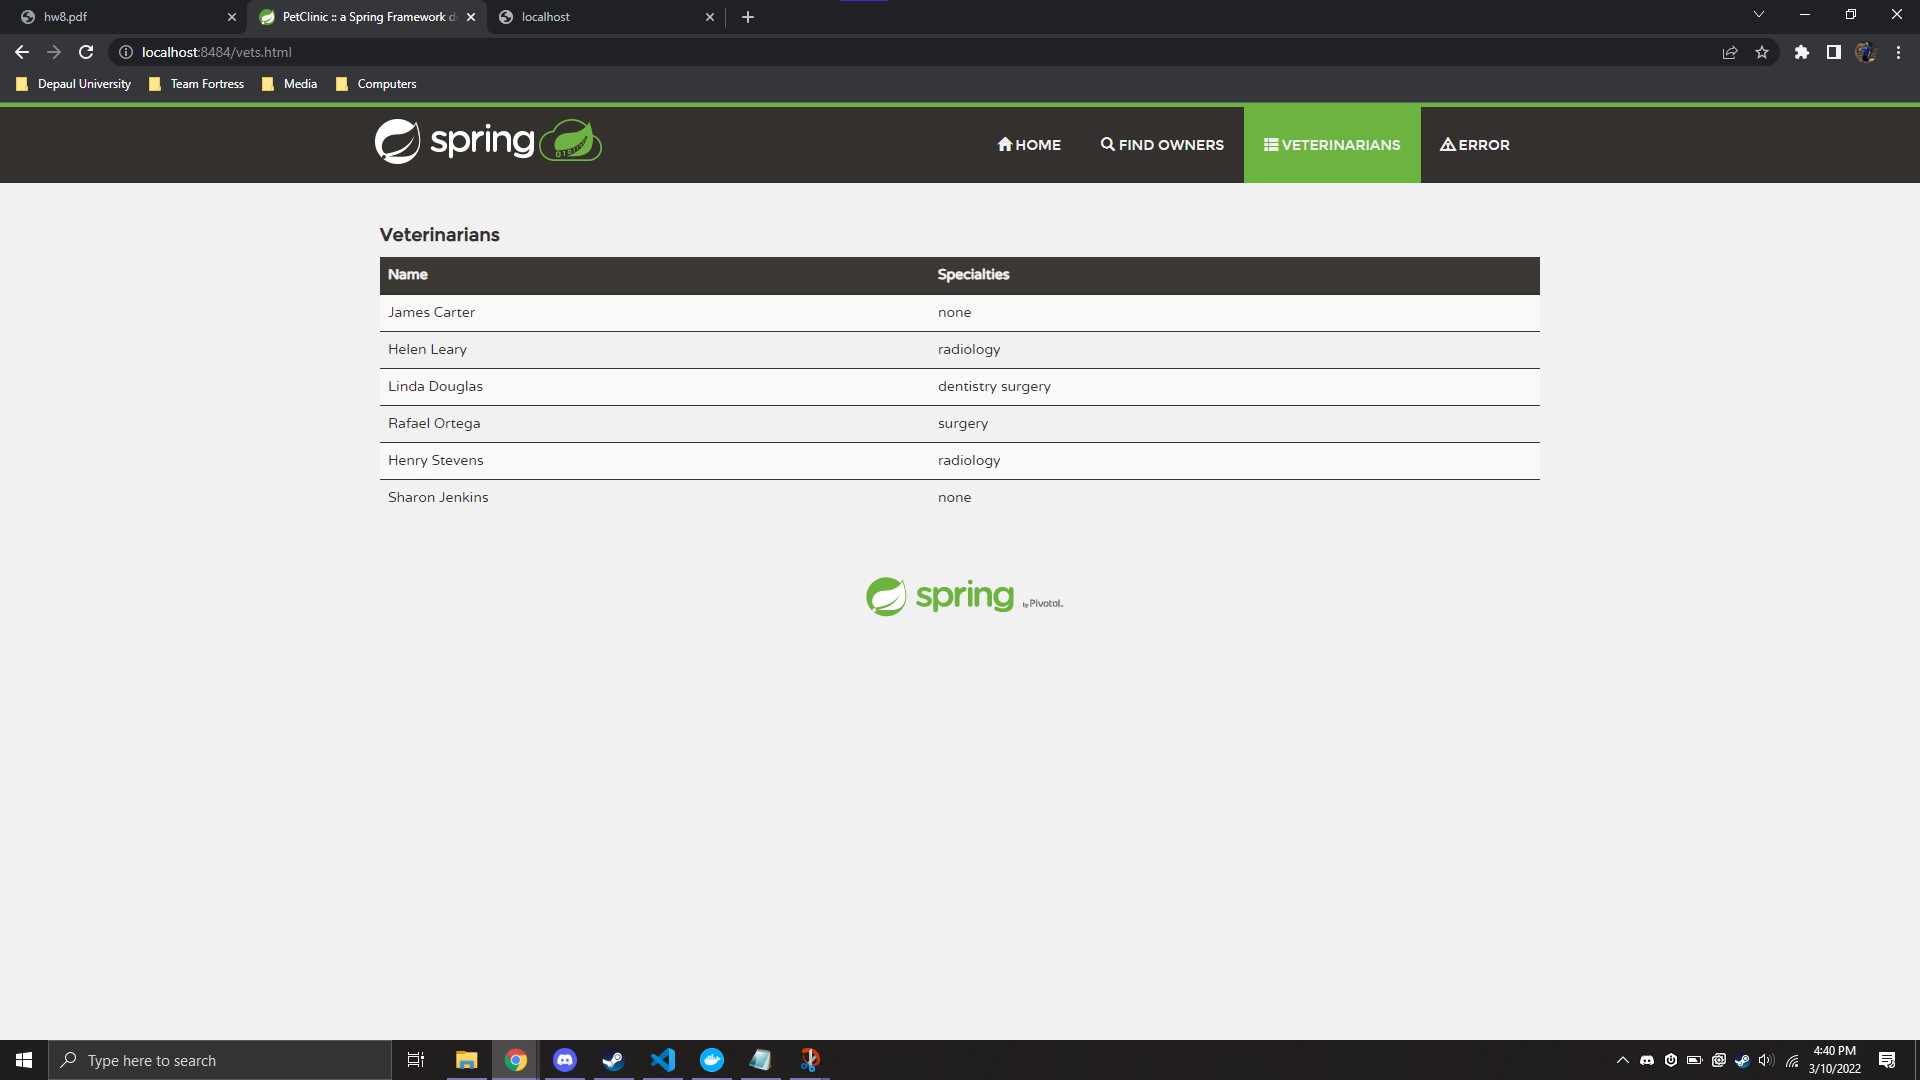 hw8.pdf
PetClinic :: a Spring Framework d
localhost
localhost:8484/vets.html
Depaul University
Team Fortress
Media
Computers
spring
HOME
FIND OWNERS
VETERINARIANS
ERROR
Veterinarians
Name Specialties
James Carter none
Helen Leary radiology
Linda Douglas dentistry surgery
Rafael Ortega surgery
Henry Stevens radiology
Sharon Jenkins none
spring by Pivotal.
Type here to search
4:40 PM
3/10/2022